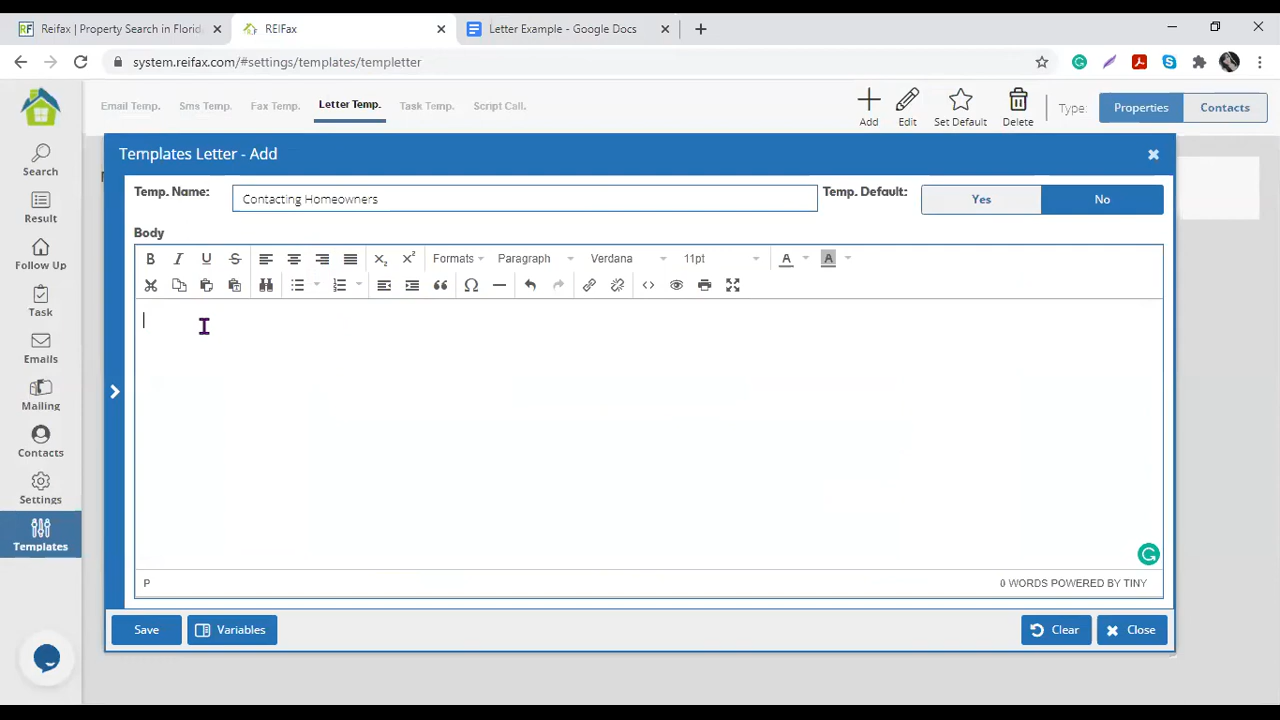 Reifax | Property Search in Florid
REIFax
Letter Example - Google Docs
system.reifax.com/#settings/templates/templetter
Email Temp.
Sms Temp.
Fax Temp.
Letter Temp.
Task Temp.
Script Call.
Add
Edit
Set Default
Delete
Type:
Properties
Contacts
Search
Result
Follow Up
Task
Emails
Mailing
Contacts
Settings
Templates
Templates Letter - Add
Temp. Name:
Contacting Homeowners
Temp. Default:
Yes
No
Body
Formats
Paragraph
Verdana
11pt
P
0 WORDS POWERED BY TINY
Save
Variables
Clear
Close